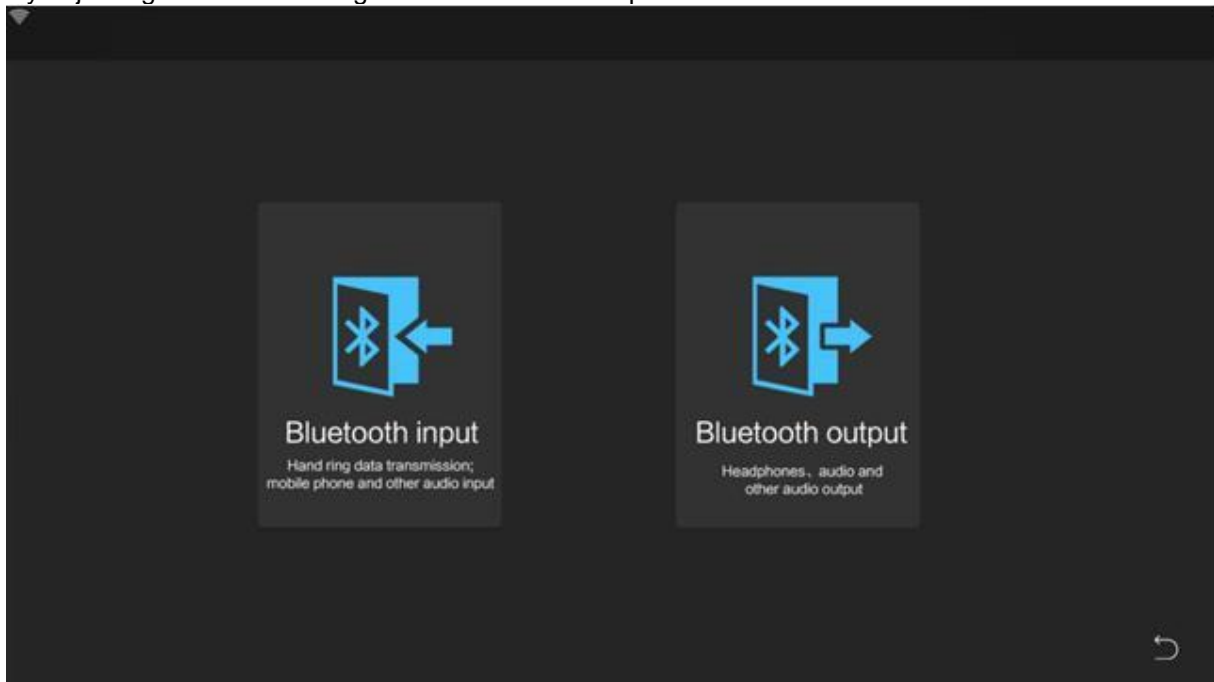 Bluetooth input
Hand ring data transmission;
mobile phone and other audio input
Bluetooth output
Headphones、audio and
other audio output